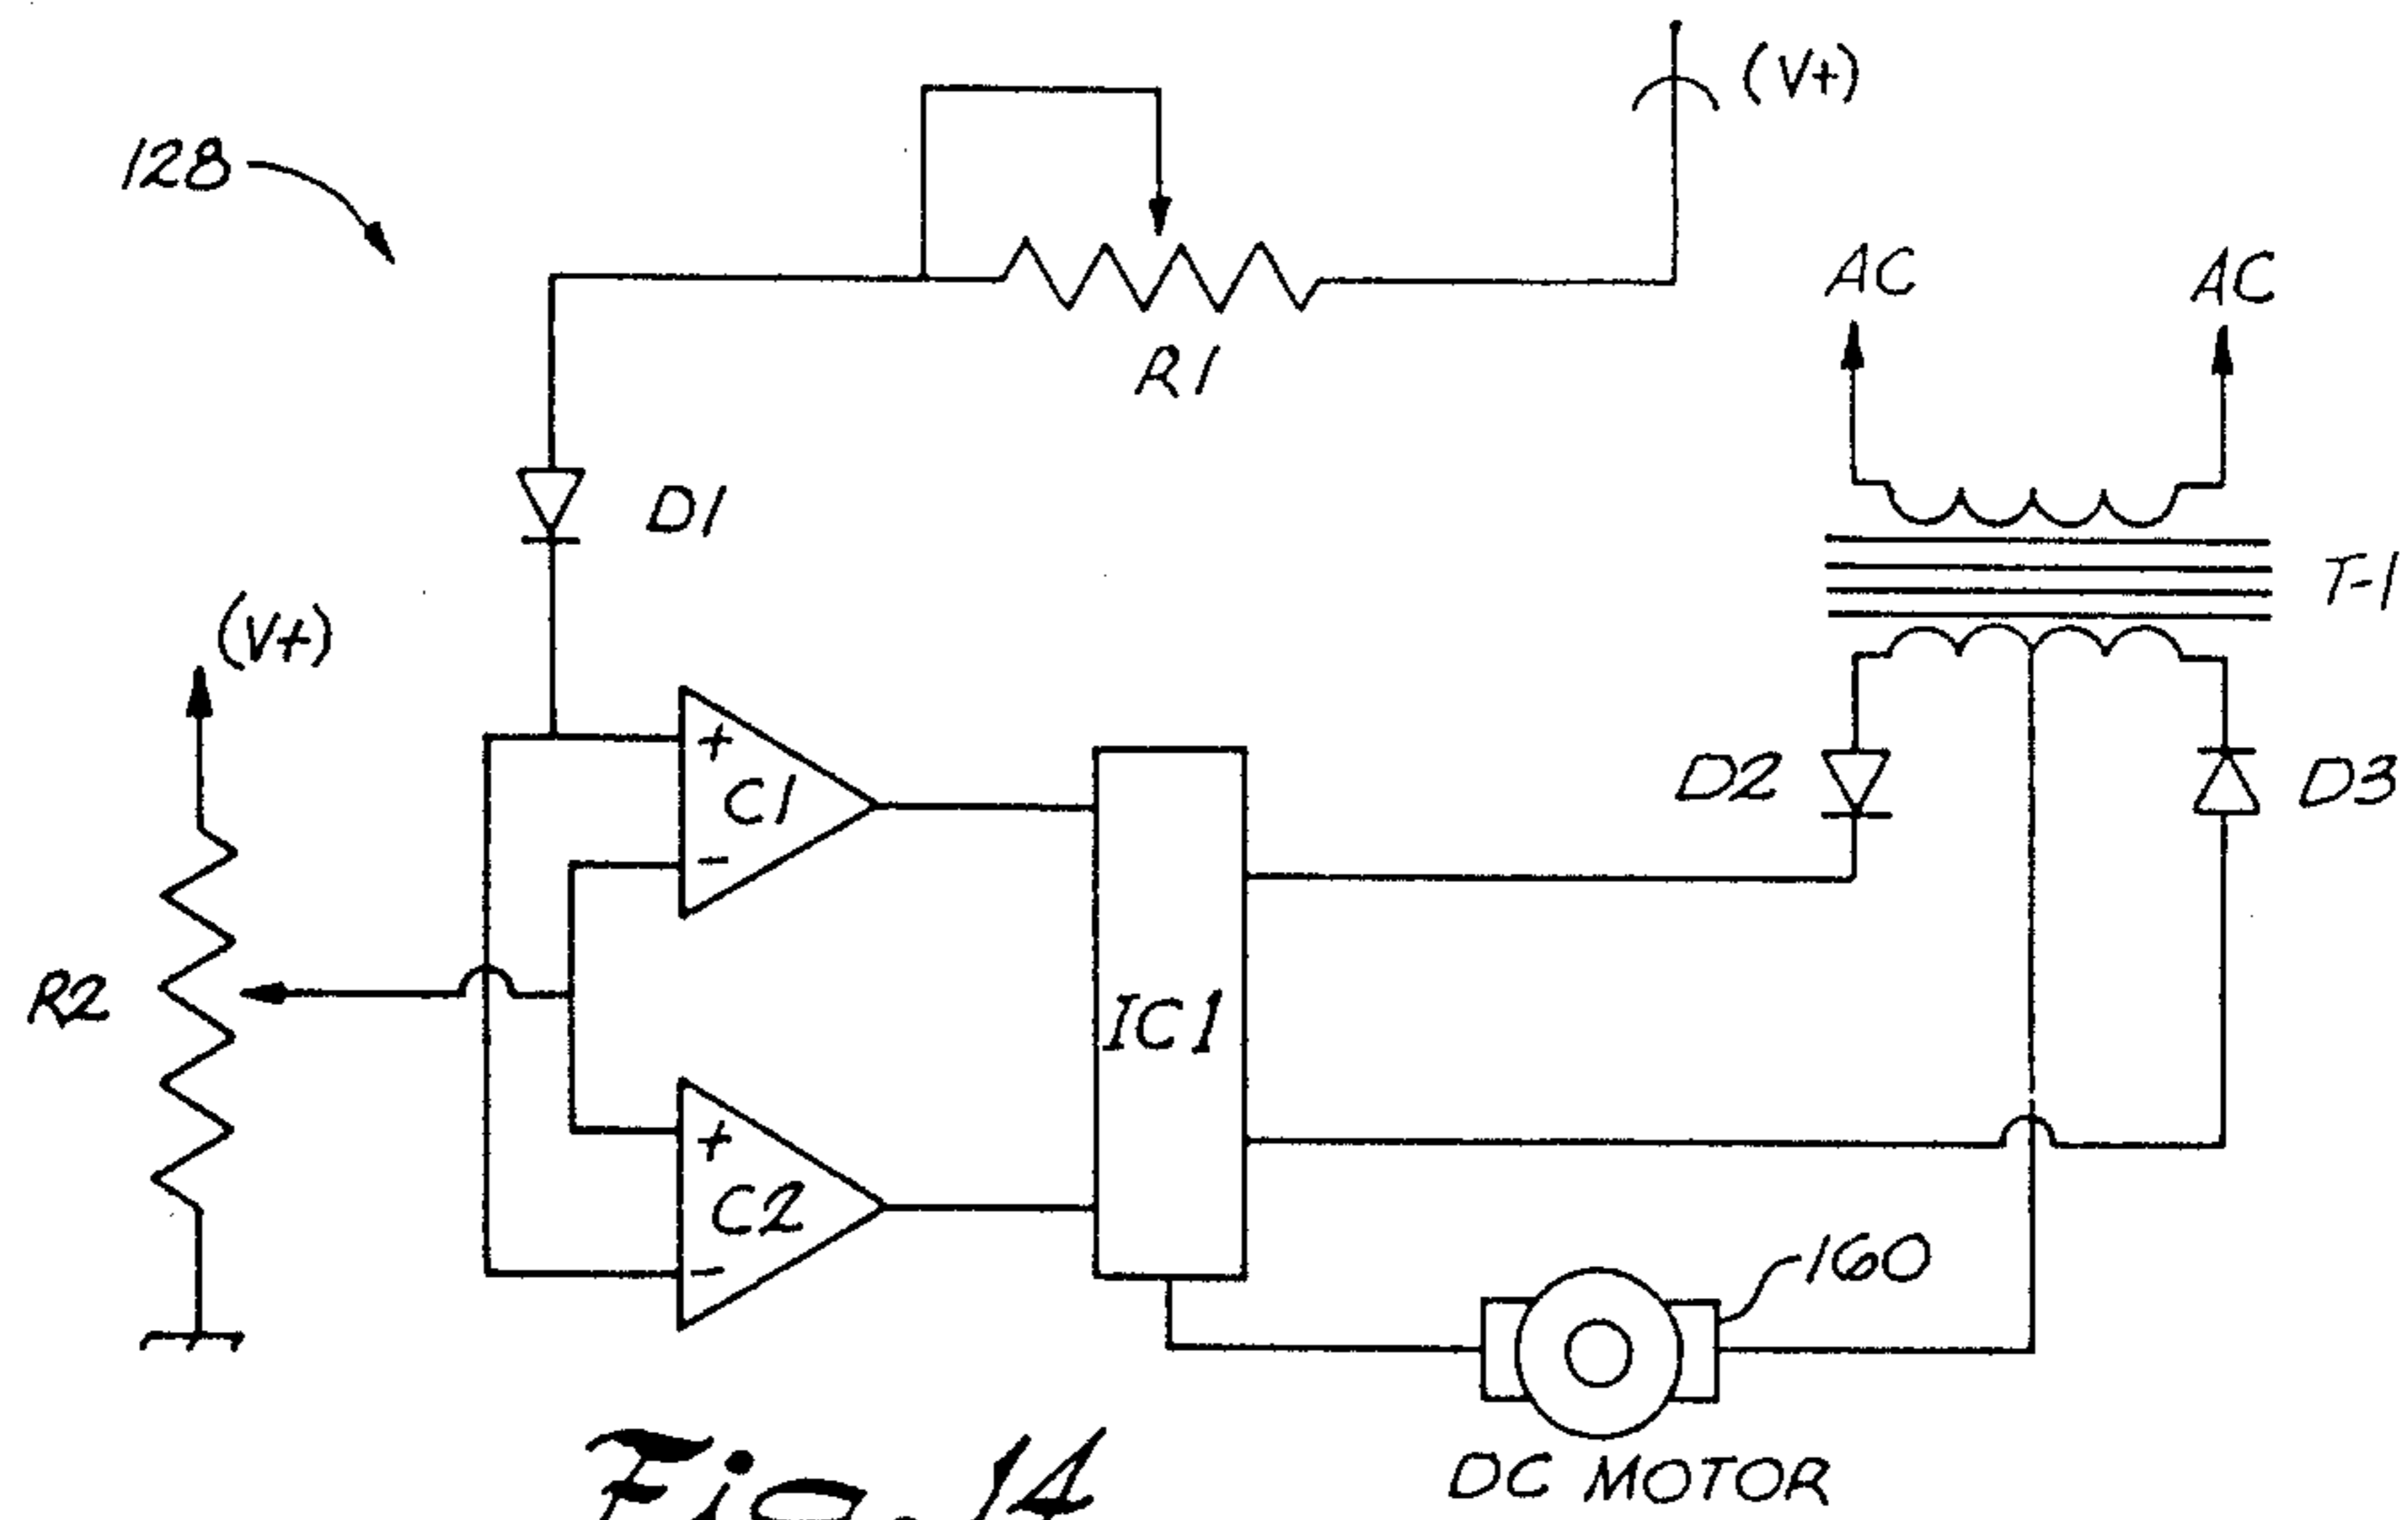 (V+)
128
AC
AC
R1
D1
T-1
(V+)
+
C1
-
D2
D3
R2
IC1
+
C2
-
160
DC MOTOR
Fig. 14